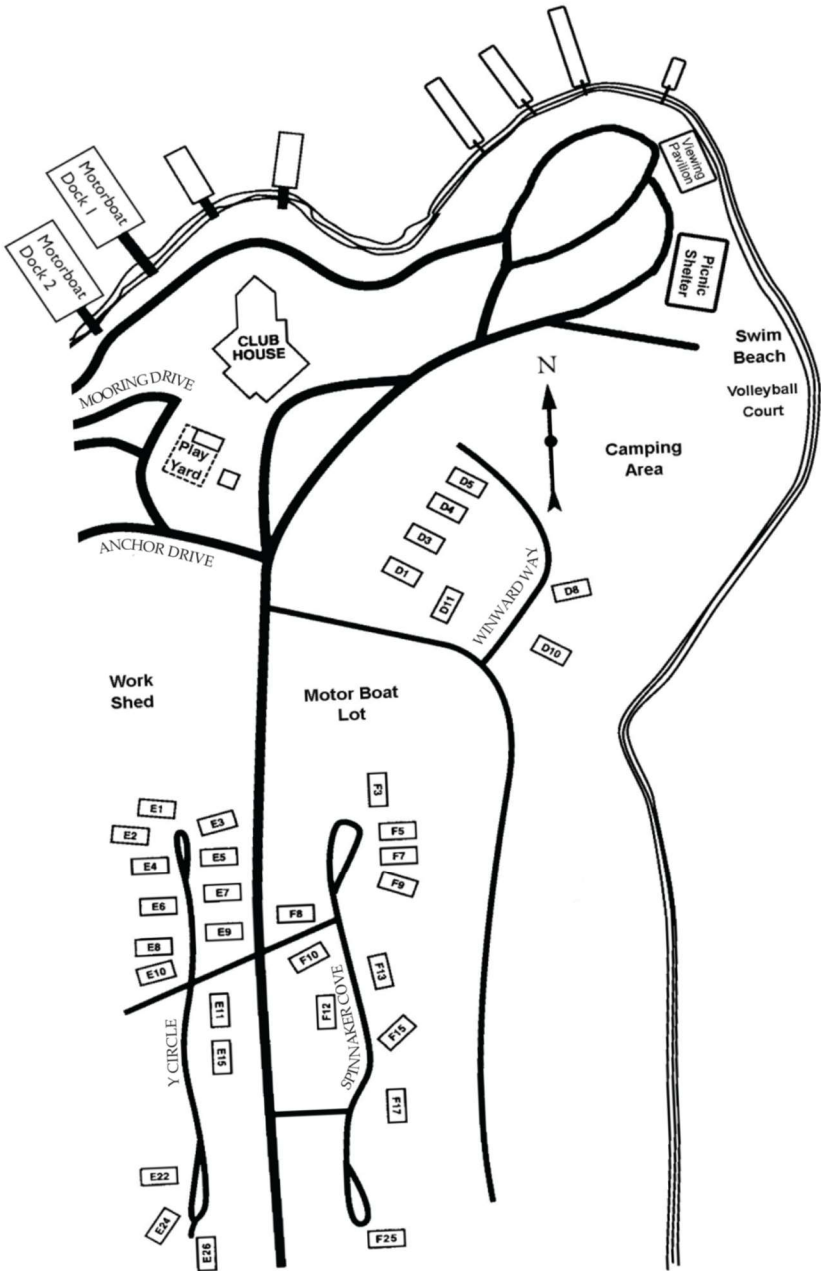 Viewing
Pavillion
Motorboat
Dock 1
Motorboat
Dock 2
Picnic
Shelter
CLUB
HOUSE
Swim
Beach
N
MOORING DRIVE
Volleyball
Court
Play
Yard
Camping
Area
D5
D4
D3
ANCHOR DRIVE
D1
WINWARD WAY
D8
D11
D10
Work
Shed
Motor Boat
Lot
F3
E1
E3
E2
F5
E4
E5
F7
F9
E6
E7
F8
E9
E8
F10
E10
F13
E11
F12
SPINNAKER COVE
F15
Y CIRCLE
E15
F17
E22
E24
F25
E26